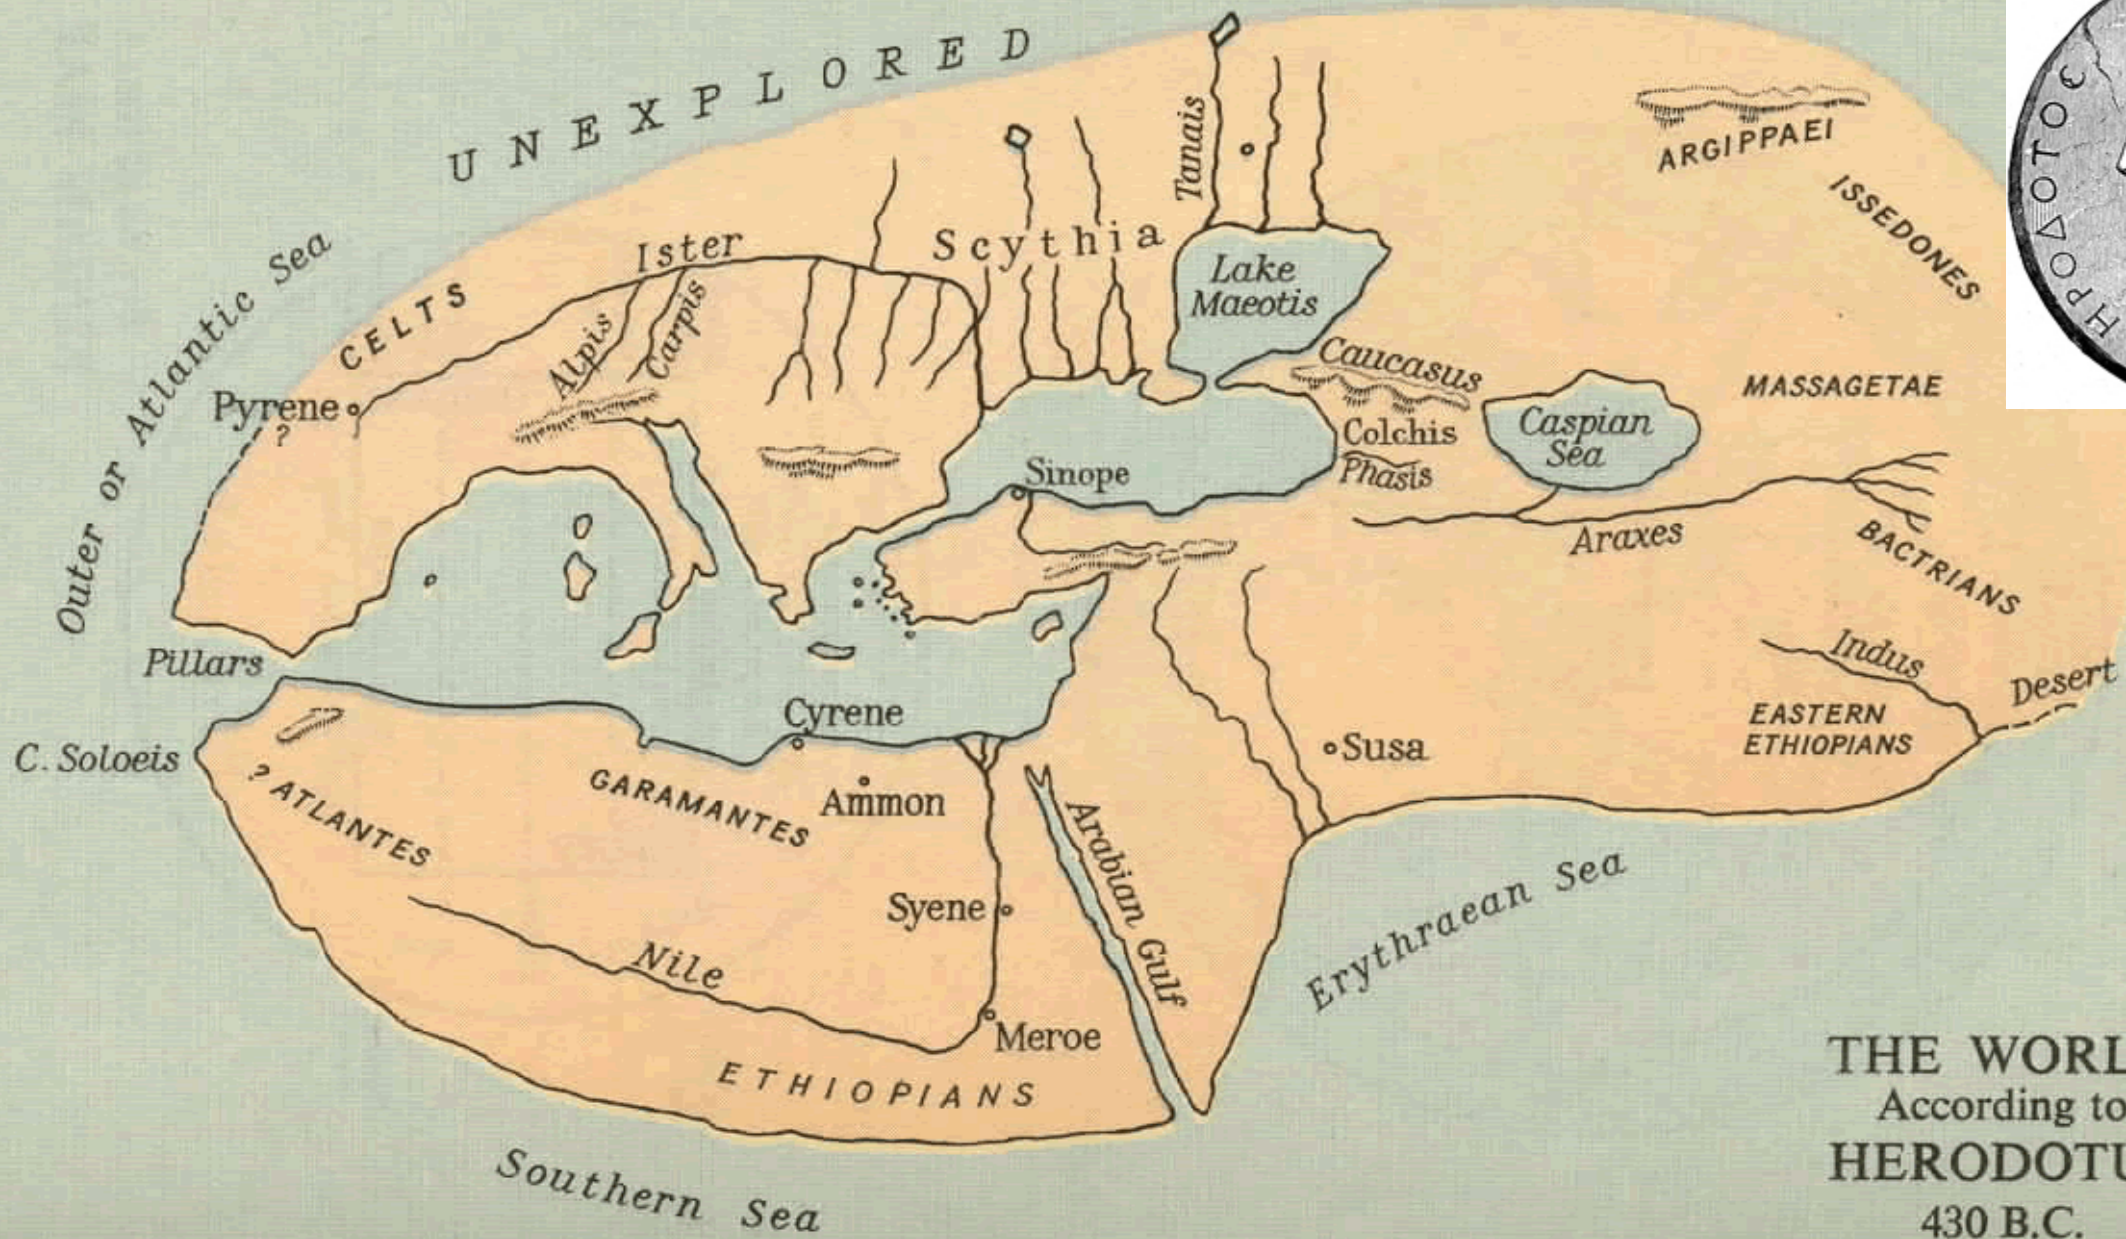 UNEXPLORED
Tanais
ARGIPPAEI
ISSEDONES
ΗΡΟΔΟΤΟϹ
Scythia
Ister
Outer or Atlantic Sea
CELTS
Alpis
Carpis
Lake
Maeotis
Caucasus
MASSAGETAE
Pyrene
?
Colchis
Caspian
Sea
Phasis
Sinope
Araxes
BACTRIANS
Pillars
Indus
Desert
Cyrene
EASTERN
ETHIOPIANS
Susa
C. Soloeis
? ATLANTES
GARAMANTES
Ammon
Arabian Gulf
Syene
Erythraean Sea
Nile
Meroe
ETHIOPIANS
Southern Sea
THE WORL
According to
HERODOTU
430 B.C.